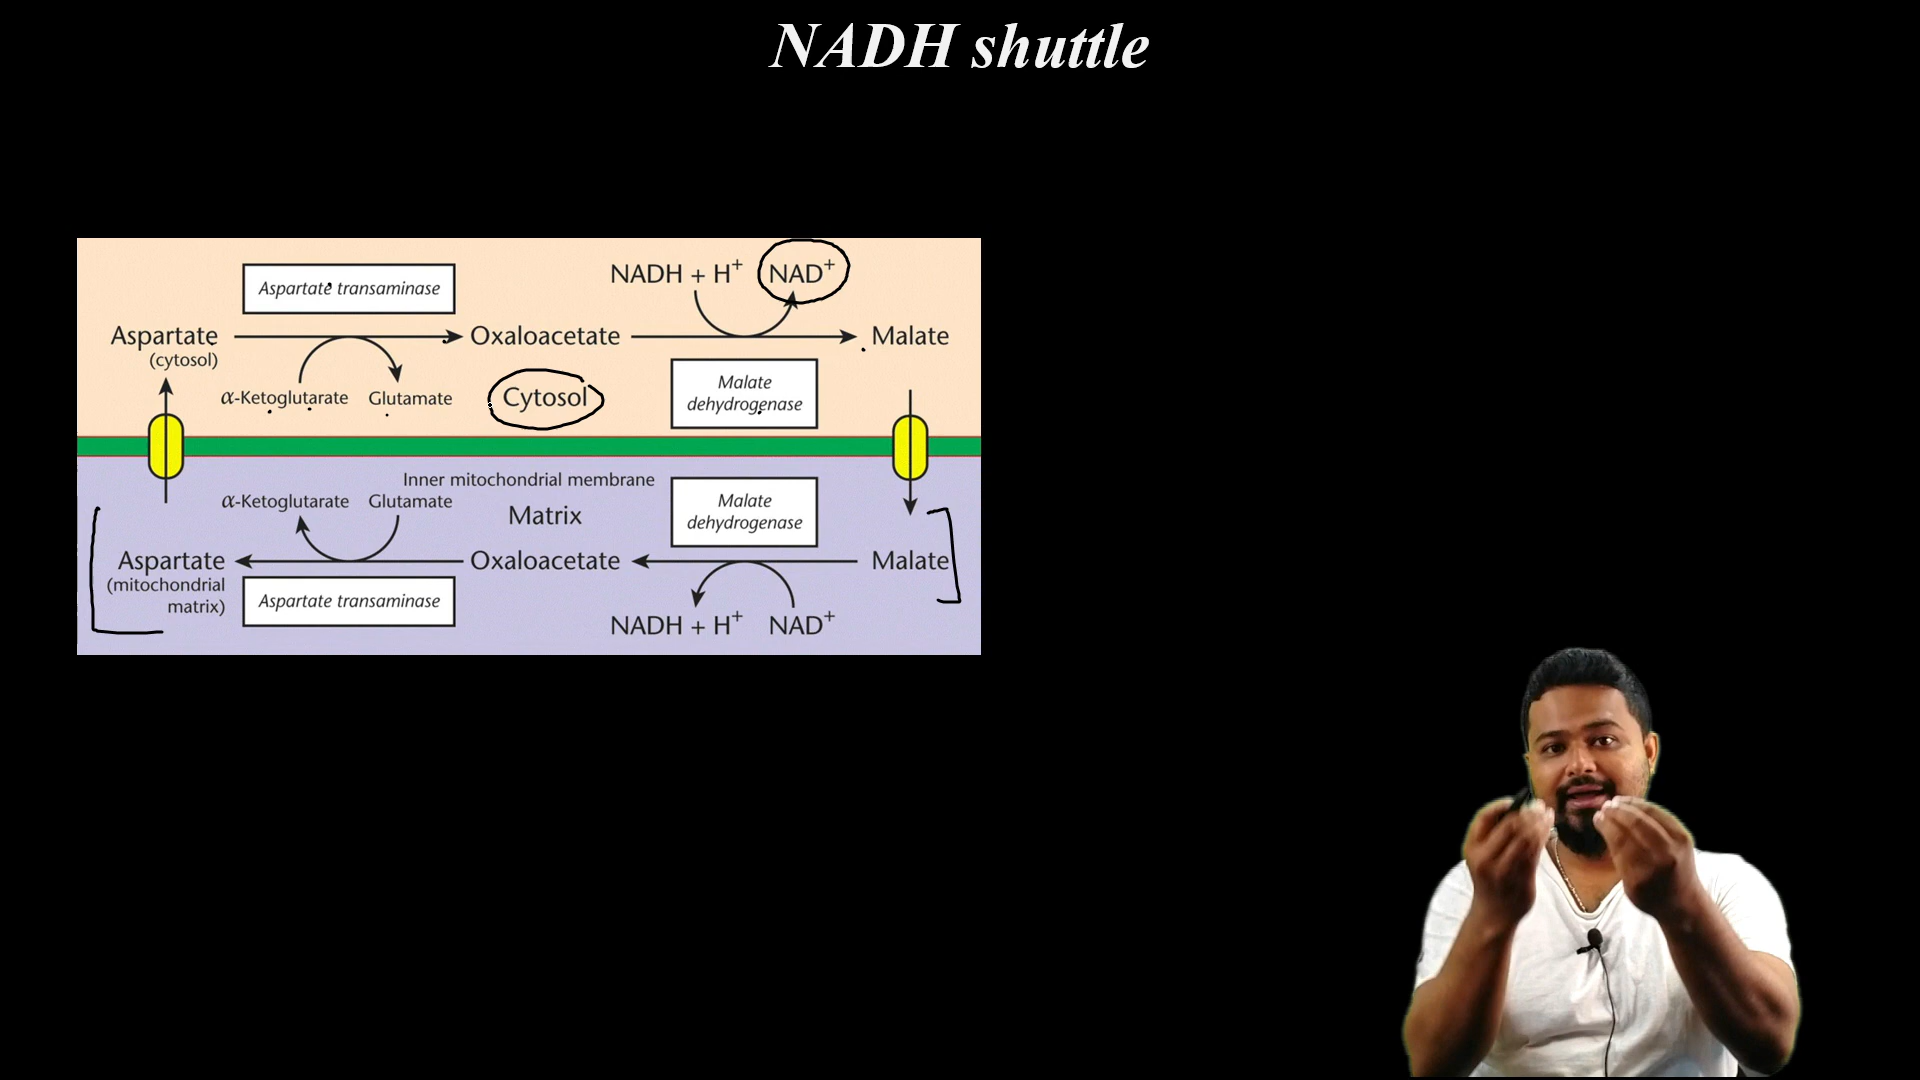 NADH shuttle
NADH + H+ NAD+
Aspartate transaminase
Aspartate Oxaloacetate Malate
(cytosol)
α-Ketoglutarate Glutamate Cytosol
Malate
dehydrogenase
Inner mitochondrial membrane
α-Ketoglutarate Glutamate
Matrix
Malate
dehydrogenase
Aspartate Oxaloacetate Malate
(mitochondrial
matrix)
Aspartate transaminase
NADH + H+ NAD+